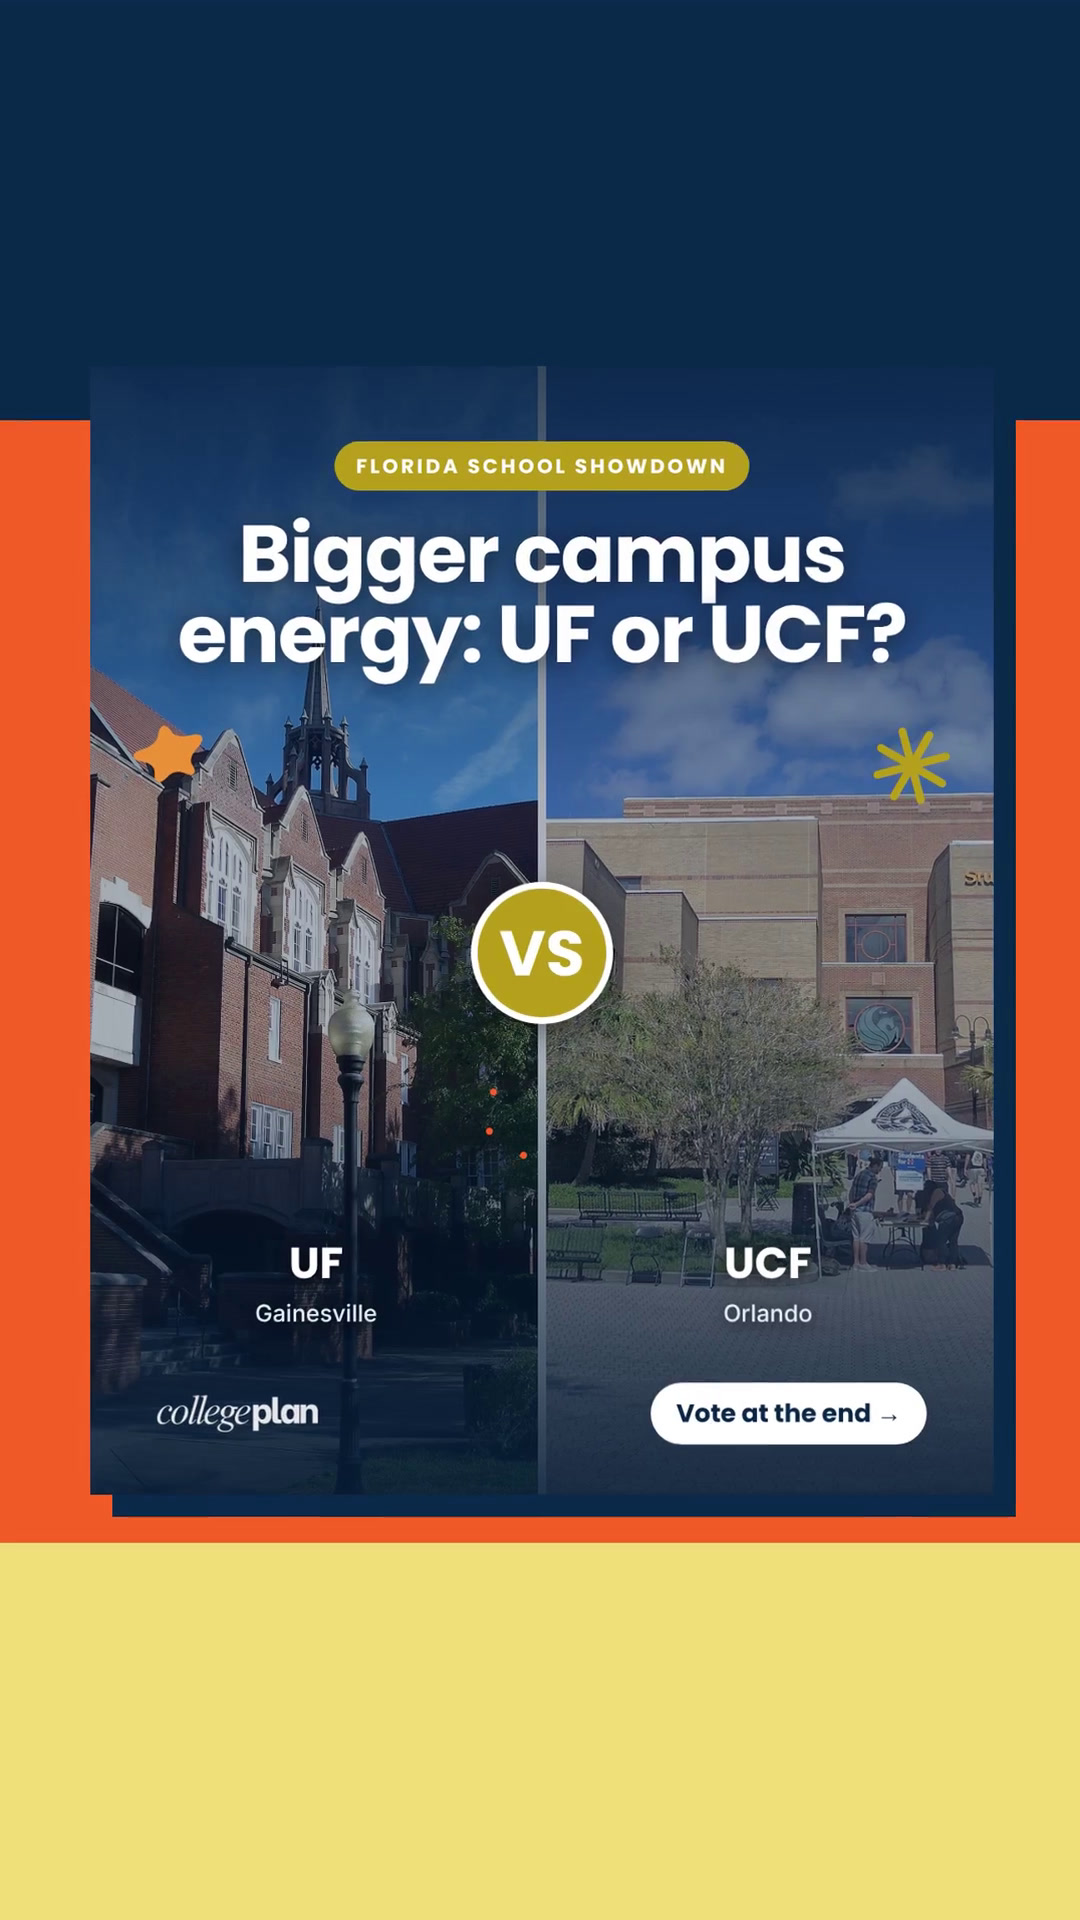 FLORIDA SCHOOL SHOWDOWN
Bigger campus
energy: UF or UCF?
VS
UF
Gainesville
UCF
Orlando
collegeplan
Vote at the end →